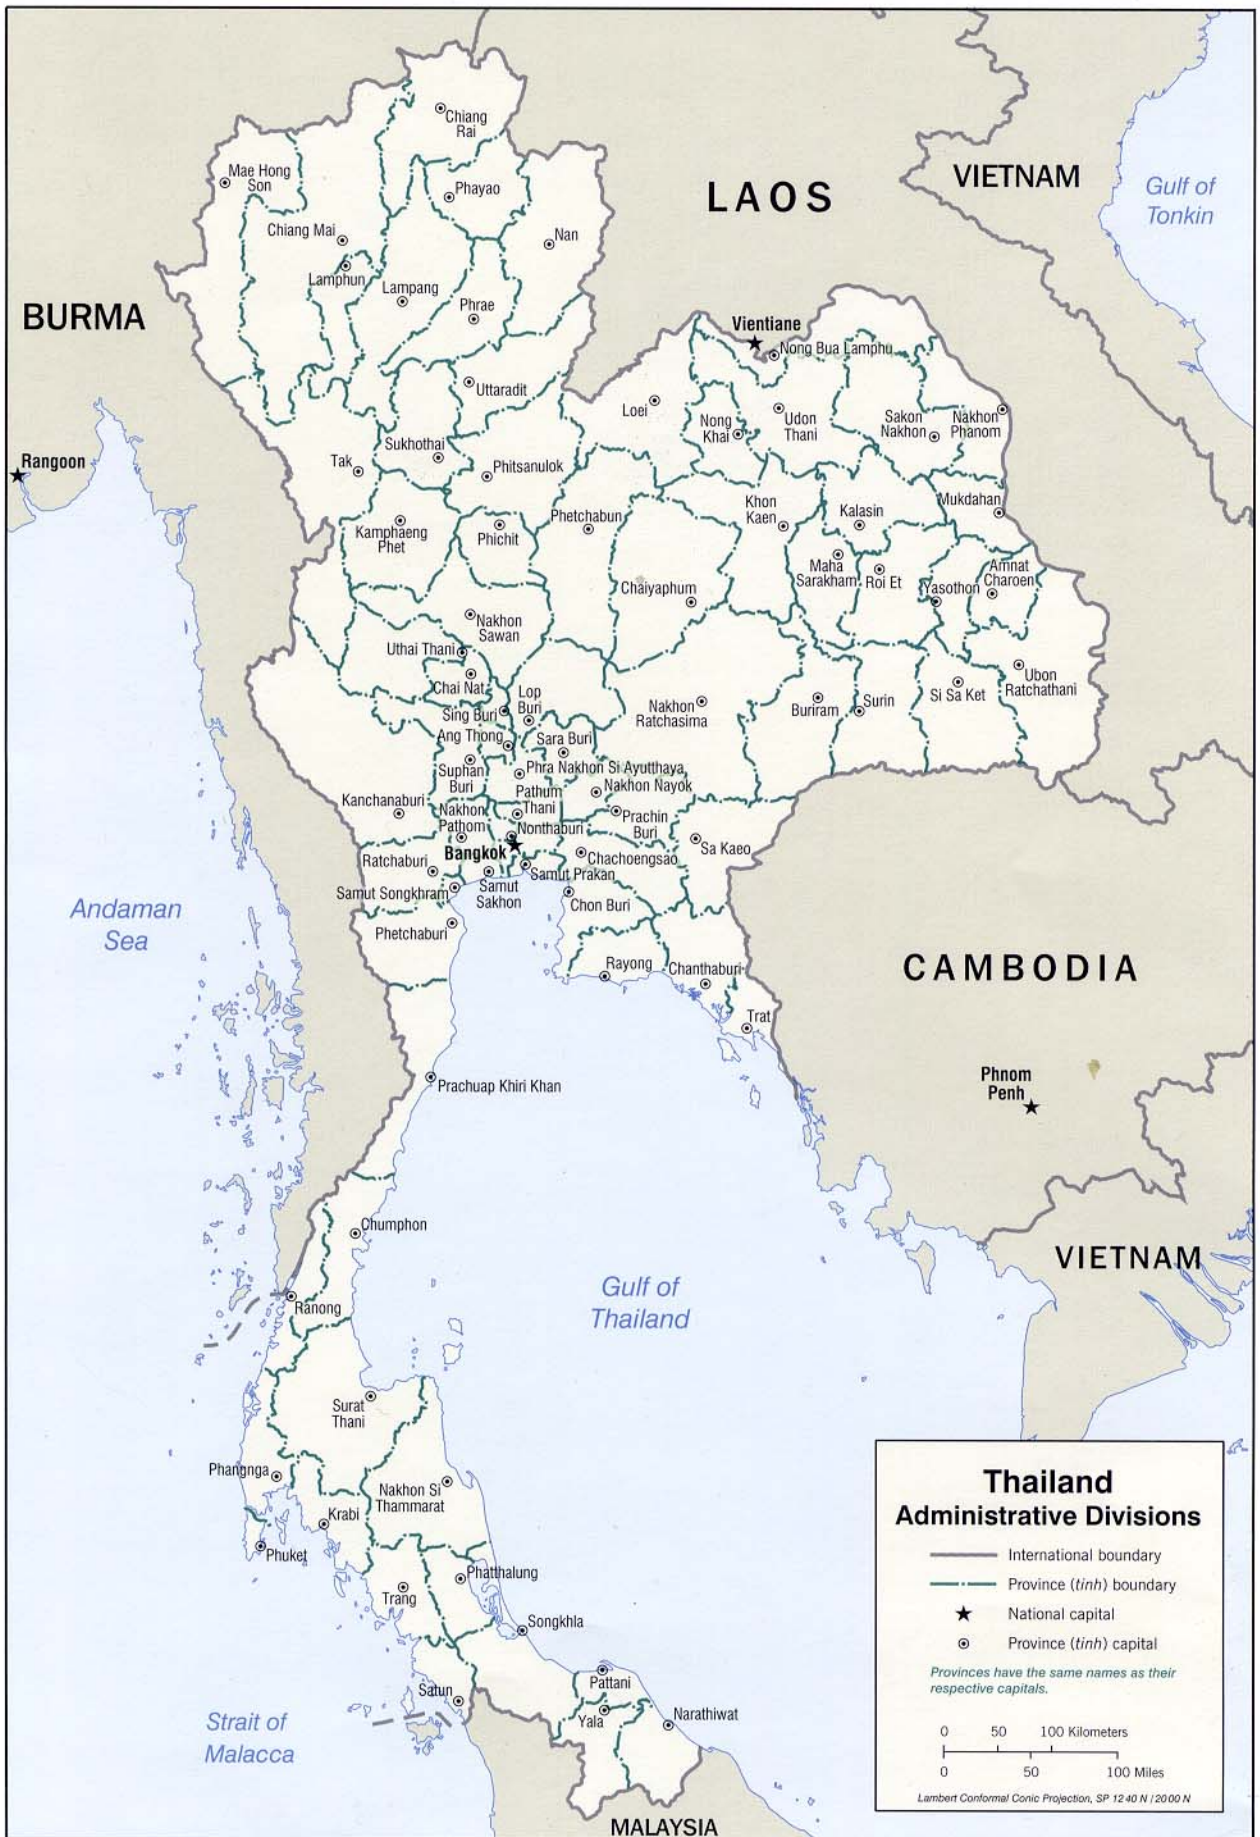 Chiang
Rai
Mae Hong
Son
Phayao
LAOS
VIETNAM
Gulf of
Tonkin
Chiang Mai
Nan
Lamphun
Lampang
Phrae
BURMA
Vientiane
Nong Bua Lamphu
Uttaradit
Loei
Nong
Khai
Udon
Thani
Sakon
Nakhon
Nakhon
Phanom
Rangoon
Tak
Sukhothai
Phitsanulok
Kamphaeng
Phet
Phichit
Phetchabun
Khon
Kaen
Kalasin
Mukdahan
Chaiyaphum
Maha
Sarakham
Roi Et
Yasothon
Amnat
Charoen
Nakhon
Sawan
Uthai Thani
Chai Nat
Sing Buri
Lop
Buri
Ang Thong
Sara Buri
Nakhon
Ratchasima
Buriram
Surin
Si Sa Ket
Ubon
Ratchathani
Suphan
Buri
Phra Nakhon Si Ayutthaya
Nakhon Nayok
Kanchanaburi
Nakhon
Pathom
Pathum
Thani
Nonthaburi
Prachin
Buri
Bangkok
Ratchaburi
Samut Prakan
Chachoengsao
Sa Kaeo
Samut Songkhram
Samut
Sakhon
Chon Buri
Phetchaburi
Andaman
Sea
Rayong
Chanthaburi
Trat
CAMBODIA
Phnom
Penh
Prachuap Khiri Khan
Chumphon
VIETNAM
Ranong
Gulf of
Thailand
Surat
Thani
Phangnga
Nakhon Si
Thammarat
Krabi
Phuket
Phatthalung
Trang
Songkhla
Satun
Pattani
Yala
Narathiwat
Strait of
Malacca
MALAYSIA
Thailand
Administrative Divisions
International boundary
Province (tinh) boundary
National capital
Province (tinh) capital
Provinces have the same names as their
respective capitals.
0 50 100 Kilometers
0 50 100 Miles
Lambert Conformal Conic Projection, SP 12 40 N / 20 00 N